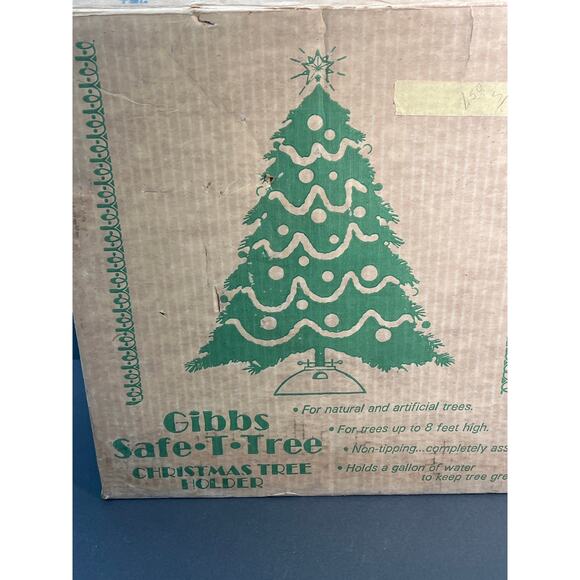 Gibbs
Safe•T•Tree
CHRISTMAS TREE
HOLDER
• For natural and artificial trees.
• For trees up to 8 feet high.
• Non-tipping...completely ass
• Holds a gallon of water
to keep tree gre